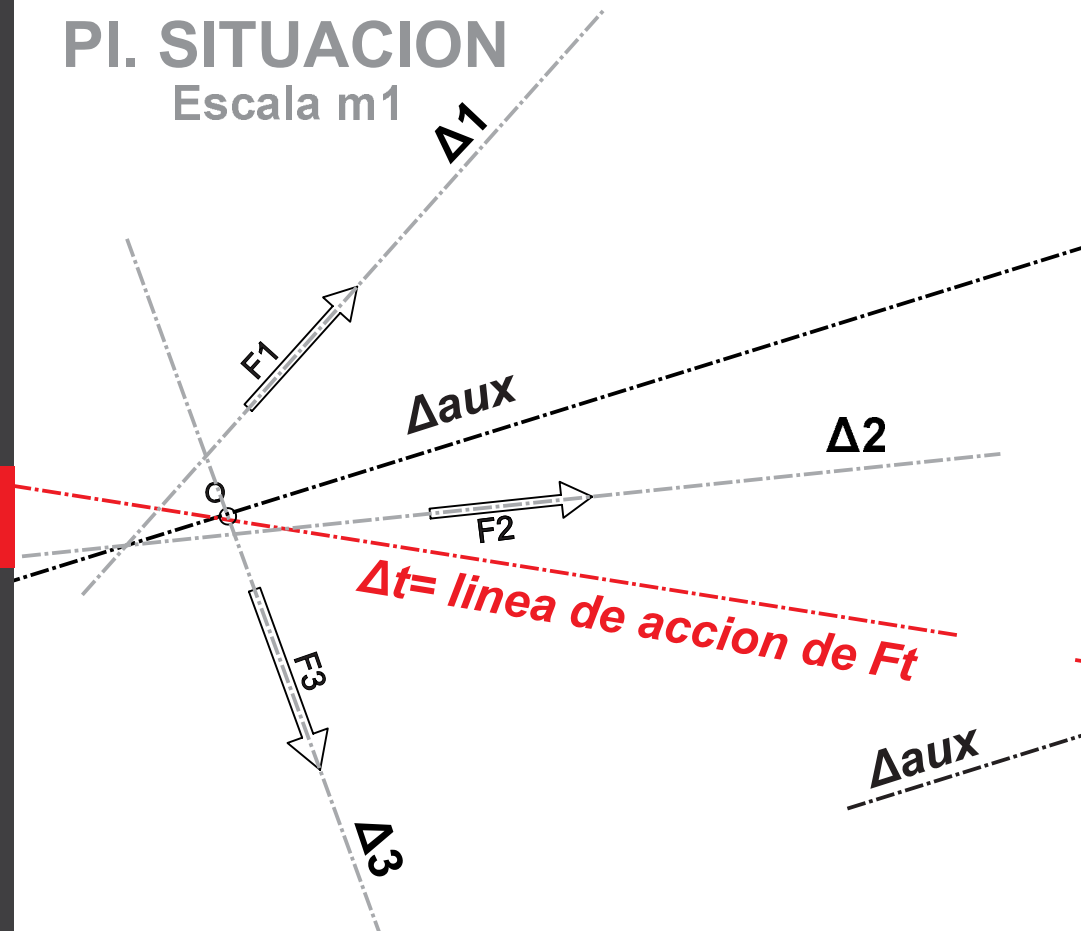 PI. SITUACION
Escala m1
Δ1
F1
Δaux
Δ2
O
F2
Δt= linea de accion de Ft
F3
Δaux
Δ3